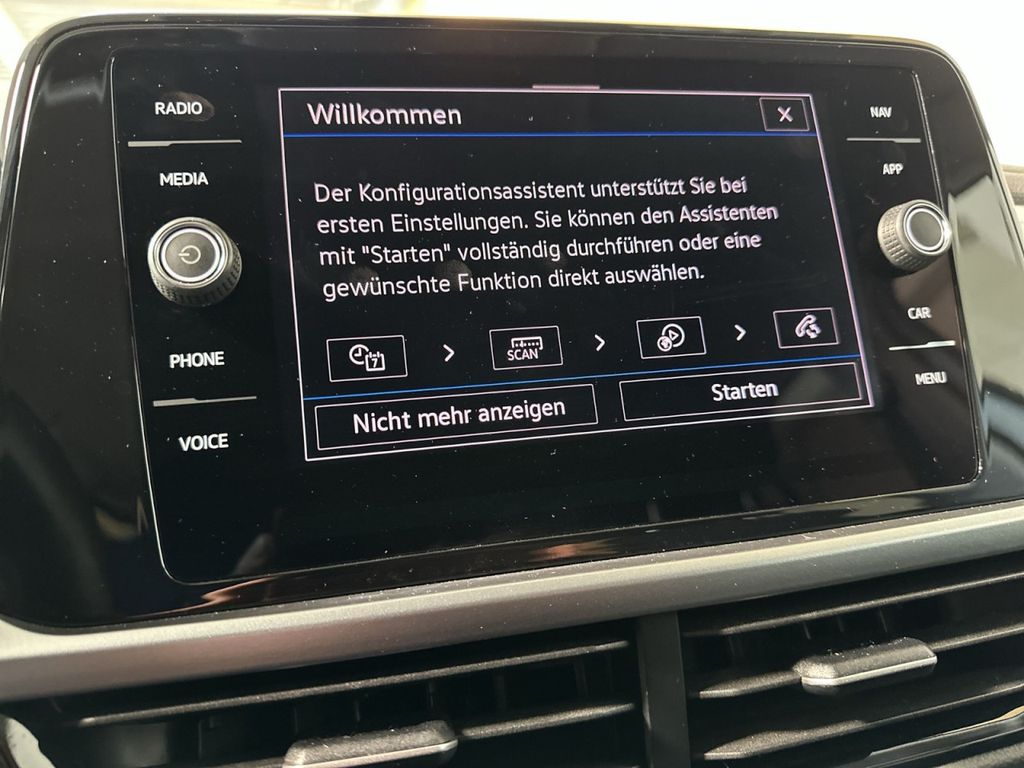 RADIO
MEDIA
PHONE
VOICE
Willkommen
X
Der Konfigurationsassistent unterstützt Sie bei
ersten Einstellungen. Sie können den Assistenten
mit "Starten" vollständig durchführen oder eine
gewünschte Funktion direkt auswählen.
7
SCAN
Nicht mehr anzeigen
Starten
NAV
APP
CAR
MENU